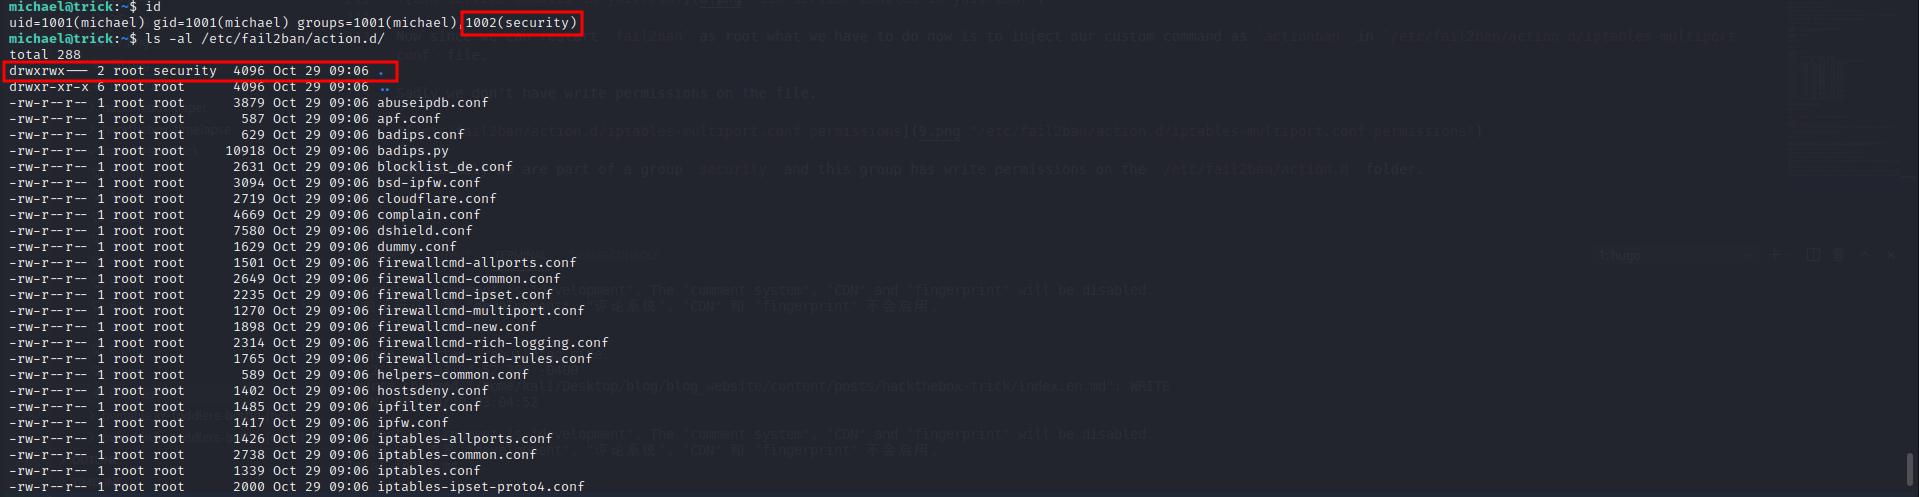 michael@trick:~$ id
uid=1001(michael) gid=1001(michael) groups=1001(michael),1002(security)
michael@trick:~$ ls -al /etc/fail2ban/action.d/
total 288
drwxrwx--- 2 root security  4096 Oct 29 09:06 .
drwxr-xr-x 6 root root      4096 Oct 29 09:06 ..
-rw-r--r-- 1 root root      3879 Oct 29 09:06 abuseipdb.conf
-rw-r--r-- 1 root root       587 Oct 29 09:06 apf.conf
-rw-r--r-- 1 root root       629 Oct 29 09:06 badips.conf
-rw-r--r-- 1 root root     10918 Oct 29 09:06 badips.py
-rw-r--r-- 1 root root      2631 Oct 29 09:06 blocklist_de.conf
-rw-r--r-- 1 root root      3094 Oct 29 09:06 bsd-ipfw.conf
-rw-r--r-- 1 root root      2719 Oct 29 09:06 cloudflare.conf
-rw-r--r-- 1 root root      4669 Oct 29 09:06 complain.conf
-rw-r--r-- 1 root root      7580 Oct 29 09:06 dshield.conf
-rw-r--r-- 1 root root      1629 Oct 29 09:06 dummy.conf
-rw-r--r-- 1 root root      1501 Oct 29 09:06 firewallcmd-allports.conf
-rw-r--r-- 1 root root      2649 Oct 29 09:06 firewallcmd-common.conf
-rw-r--r-- 1 root root      2235 Oct 29 09:06 firewallcmd-ipset.conf
-rw-r--r-- 1 root root      1270 Oct 29 09:06 firewallcmd-multiport.conf
-rw-r--r-- 1 root root      1898 Oct 29 09:06 firewallcmd-new.conf
-rw-r--r-- 1 root root      2314 Oct 29 09:06 firewallcmd-rich-logging.conf
-rw-r--r-- 1 root root      1765 Oct 29 09:06 firewallcmd-rich-rules.conf
-rw-r--r-- 1 root root       589 Oct 29 09:06 helpers-common.conf
-rw-r--r-- 1 root root      1402 Oct 29 09:06 hostsdeny.conf
-rw-r--r-- 1 root root      1485 Oct 29 09:06 ipfilter.conf
-rw-r--r-- 1 root root      1417 Oct 29 09:06 ipfw.conf
-rw-r--r-- 1 root root      1426 Oct 29 09:06 iptables-allports.conf
-rw-r--r-- 1 root root      2738 Oct 29 09:06 iptables-common.conf
-rw-r--r-- 1 root root      1339 Oct 29 09:06 iptables.conf
-rw-r--r-- 1 root root      2000 Oct 29 09:06 iptables-ipset-proto4.conf